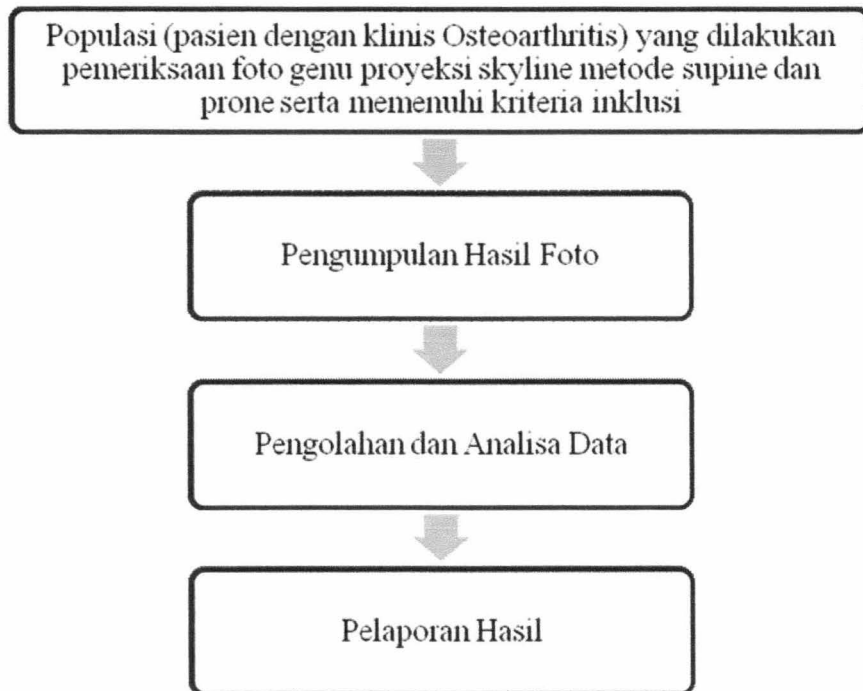 Populasi (pasien dengan klinis Osteoarthritis) yang dilakukan
pemeriksaan foto genu proyeksi skyline metode supine dan
prone serta memenuhi kriteria inklusi
Pengumpulan Hasil Foto
Pengolahan dan Analisa Data
Pelaporan Hasil